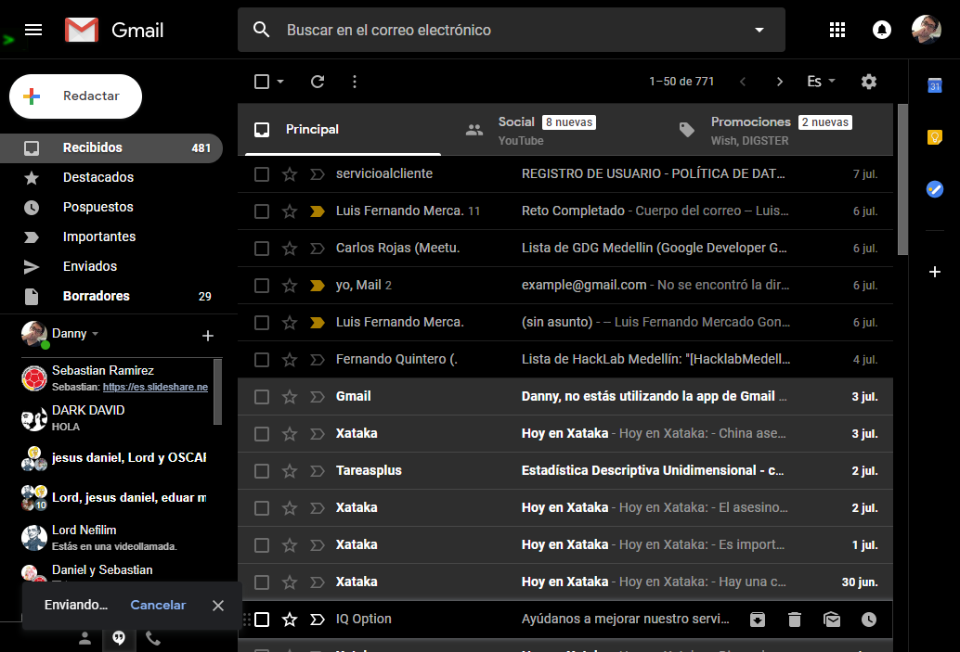 Gmail
Buscar en el correo electrónico
Redactar
1–50 de 771
Es
31
Principal
Social 8 nuevas
YouTube
Promociones 2 nuevas
Wish, DIGSTER
Recibidos 481
Destacados
Pospuestos
Importantes
Enviados
Borradores 29
servicioalcliente REGISTRO DE USUARIO - POLÍTICA DE DAT... 7 jul.
Luis Fernando Merca. 11 Reto Completado - Cuerpo del correo -- Luis... 6 jul.
Carlos Rojas (Meetu. Lista de GDG Medellin (Google Developer G... 6 jul.
yo, Mail 2 example@gmail.com - No se encontró la dir... 6 jul.
Luis Fernando Merca. (sin asunto) - -- Luis Fernando Mercado Gon... 6 jul.
Fernando Quintero (. Lista de HackLab Medellín: "[HacklabMedell... 4 jul.
Gmail Danny, no estás utilizando la app de Gmail ... 3 jul.
Xataka Hoy en Xataka - Hoy en Xataka: - China ase... 3 jul.
Tareasplus Estadística Descriptiva Unidimensional - c... 2 jul.
Xataka Hoy en Xataka - Hoy en Xataka: - El asesino... 2 jul.
Xataka Hoy en Xataka - Hoy en Xataka: - Es import... 1 jul.
Xataka Hoy en Xataka - Hoy en Xataka: - Hay una c... 30 jun.
IQ Option Ayúdanos a mejorar nuestro servi...
Danny
Sebastian Ramirez
Sebastian: https://es.slideshare.ne
DARK DAVID
HOLA
jesus daniel, Lord y OSCAR
Lord, jesus daniel, eduar m
10
Lord Nefilim
Estás en una videollamada.
Daniel y Sebastian
Enviando... Cancelar